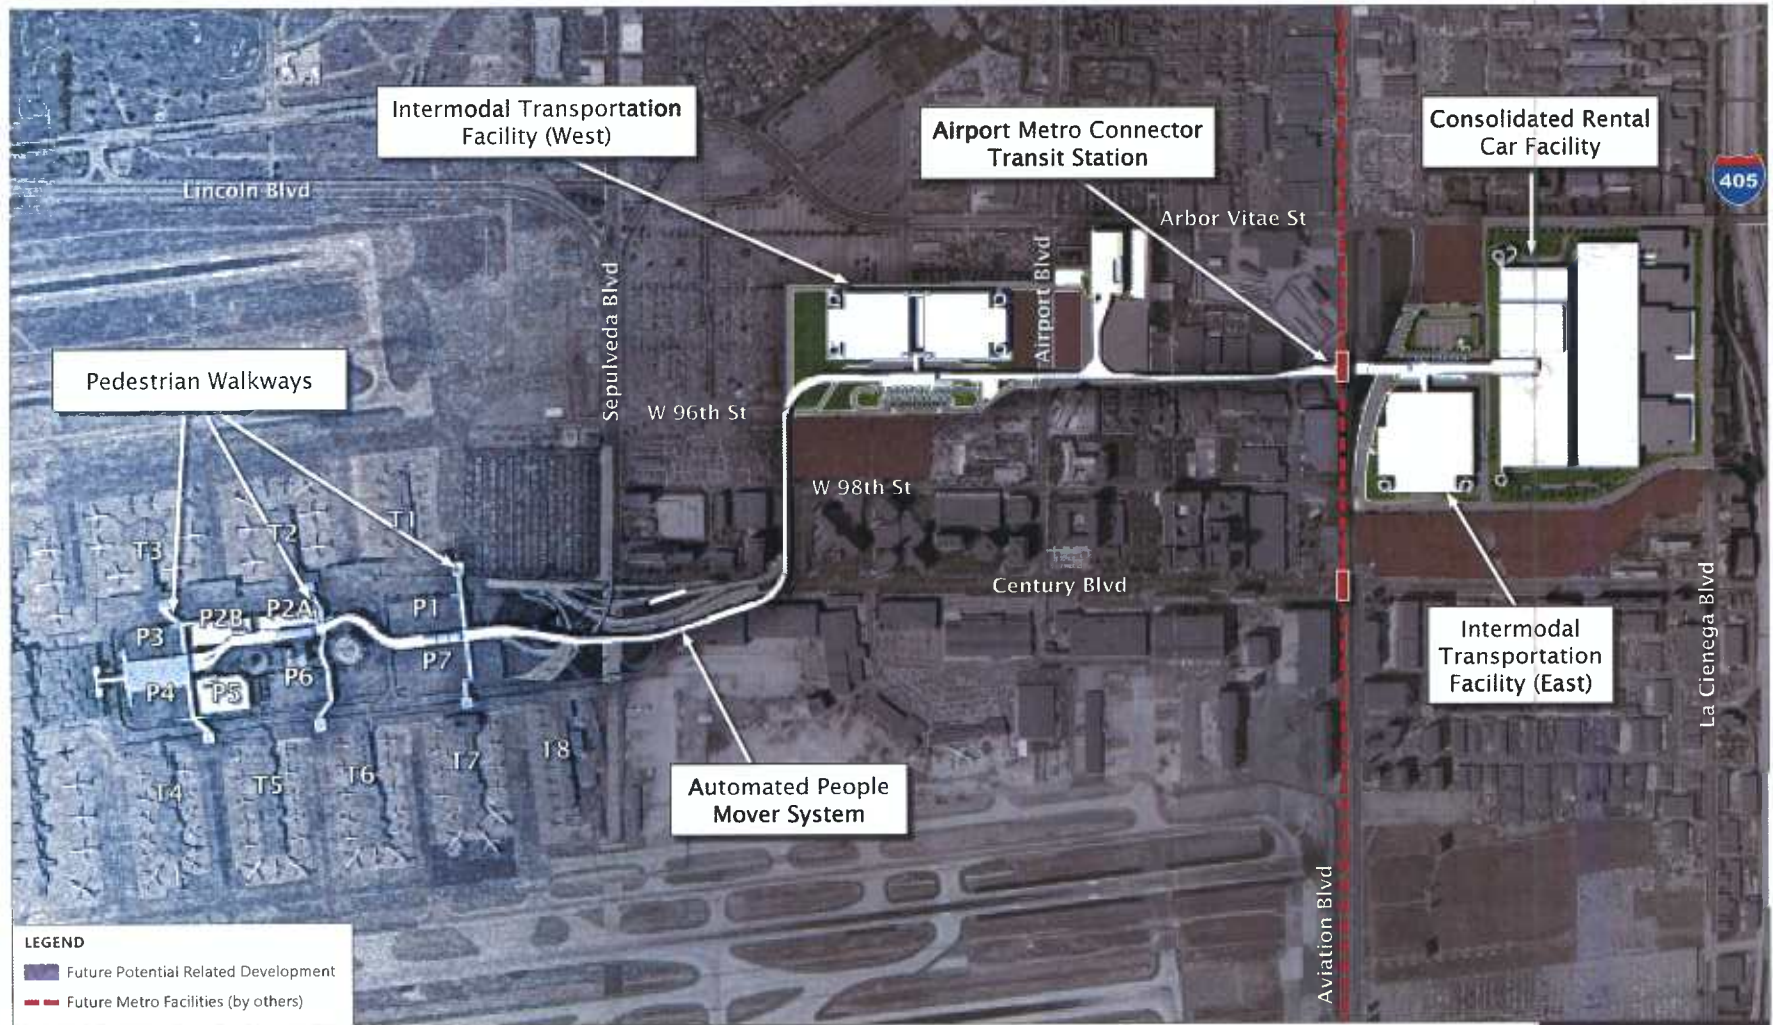 Intermodal Transportation
Facility (West)
Airport Metro Connector
Transit Station
Consolidated Rental
Car Facility
405
Lincoln Blvd
Arbor Vitae St
Sepulveda Blvd
Airport Blvd
Pedestrian Walkways
W 96th St
W 98th St
T1
T2
T3
Century Blvd
P1
P2A
P2B
P3
P7
P6
P4
P5
Intermodal
Transportation
Facility (East)
La Cienega Blvd
T8
T7
T6
T5
T4
Automated People
Mover System
Aviation Blvd
LEGEND
Future Potential Related Development
Future Metro Facilities (by others)